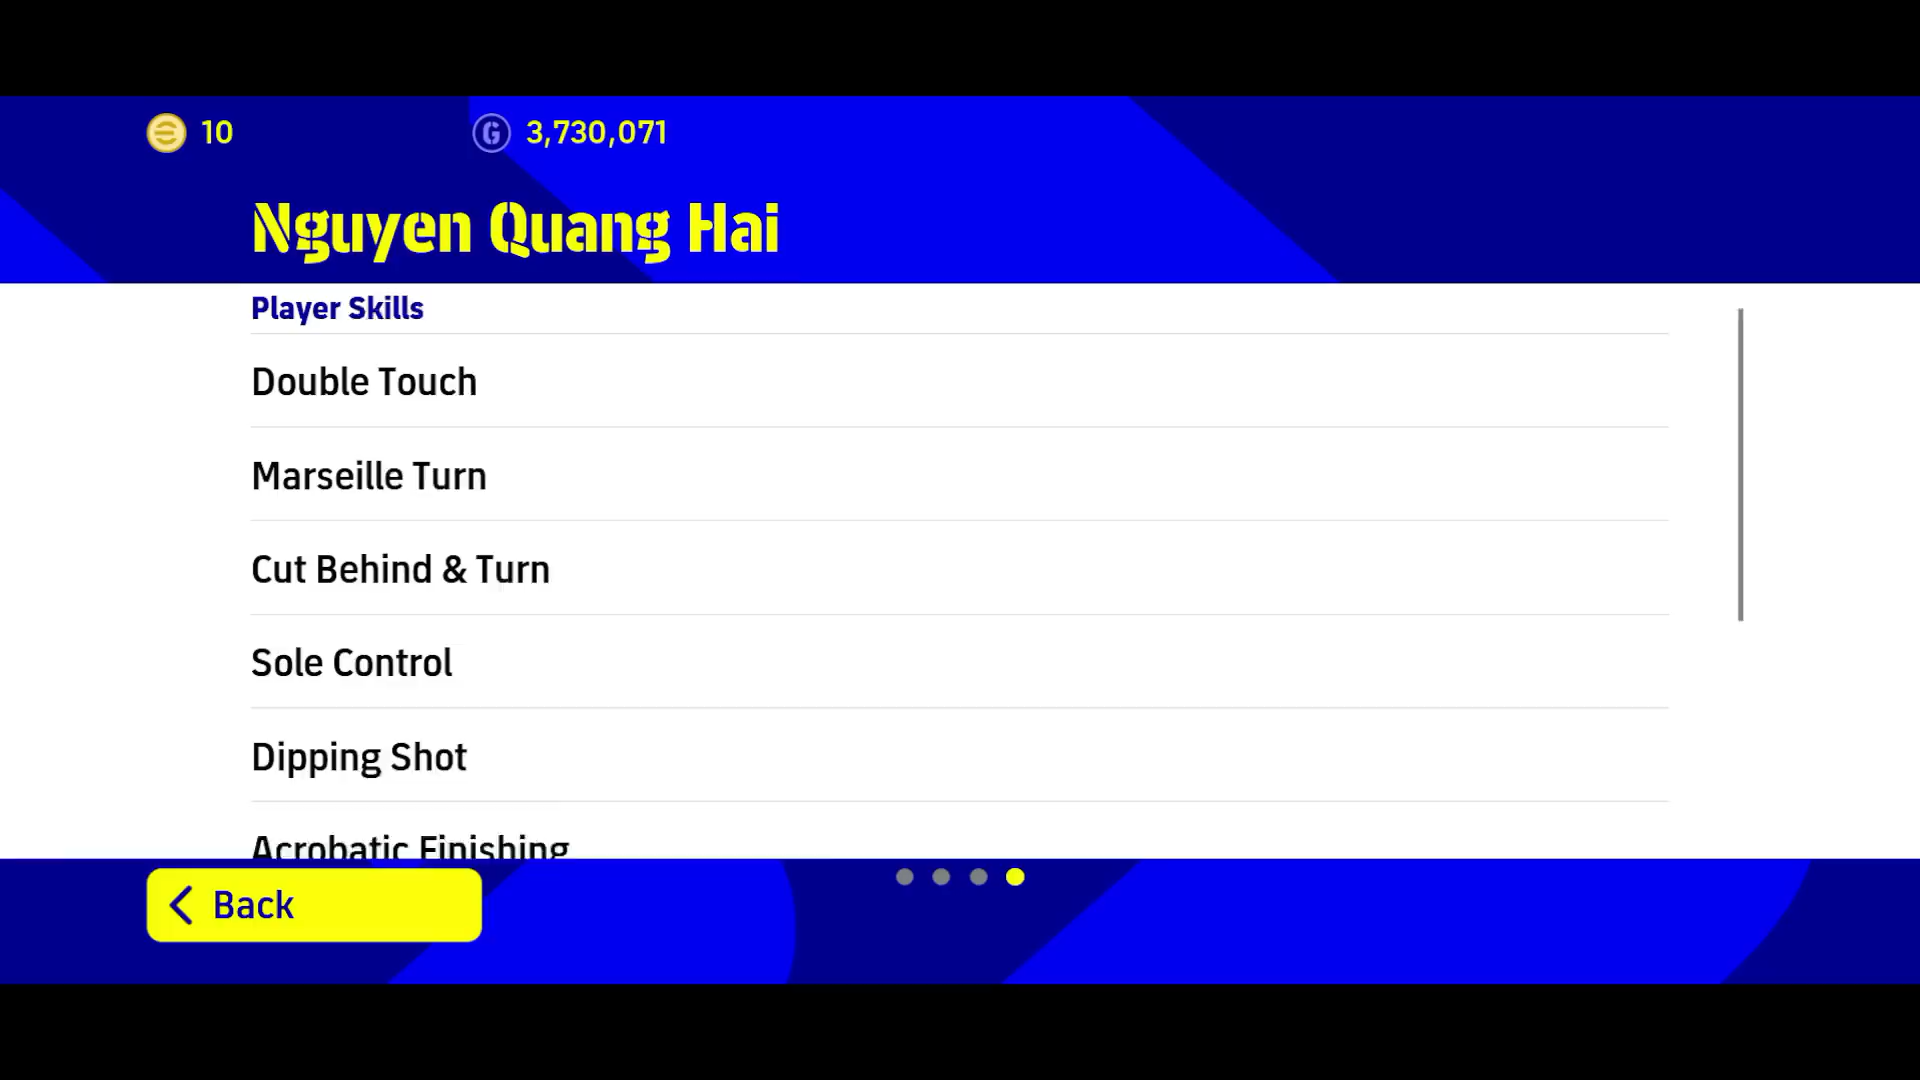 10
3,730,071
Nguyen Quang Hai
Player Skills
Double Touch
Marseille Turn
Cut Behind & Turn
Sole Control
Dipping Shot
Acrobatic Finishing
Back